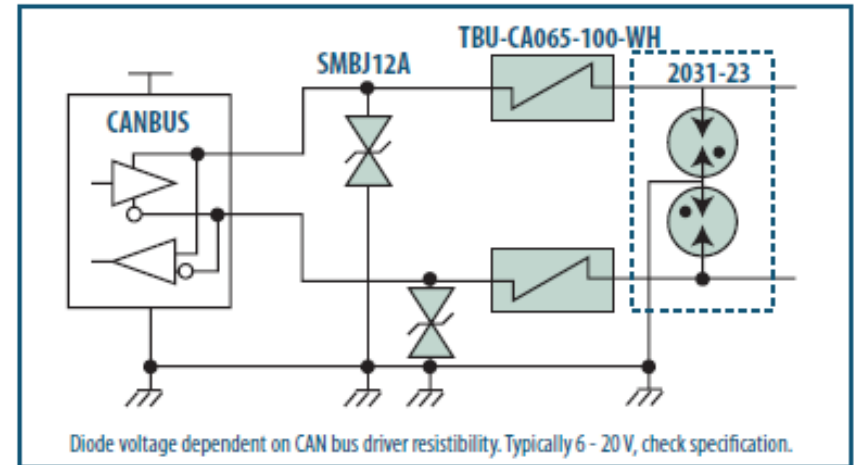 TBU-CA065-100-WH
SMBJ12A
2031-23
CANBUS
Diode voltage dependent on CAN bus driver resistibility. Typically 6 - 20 V, check specification.